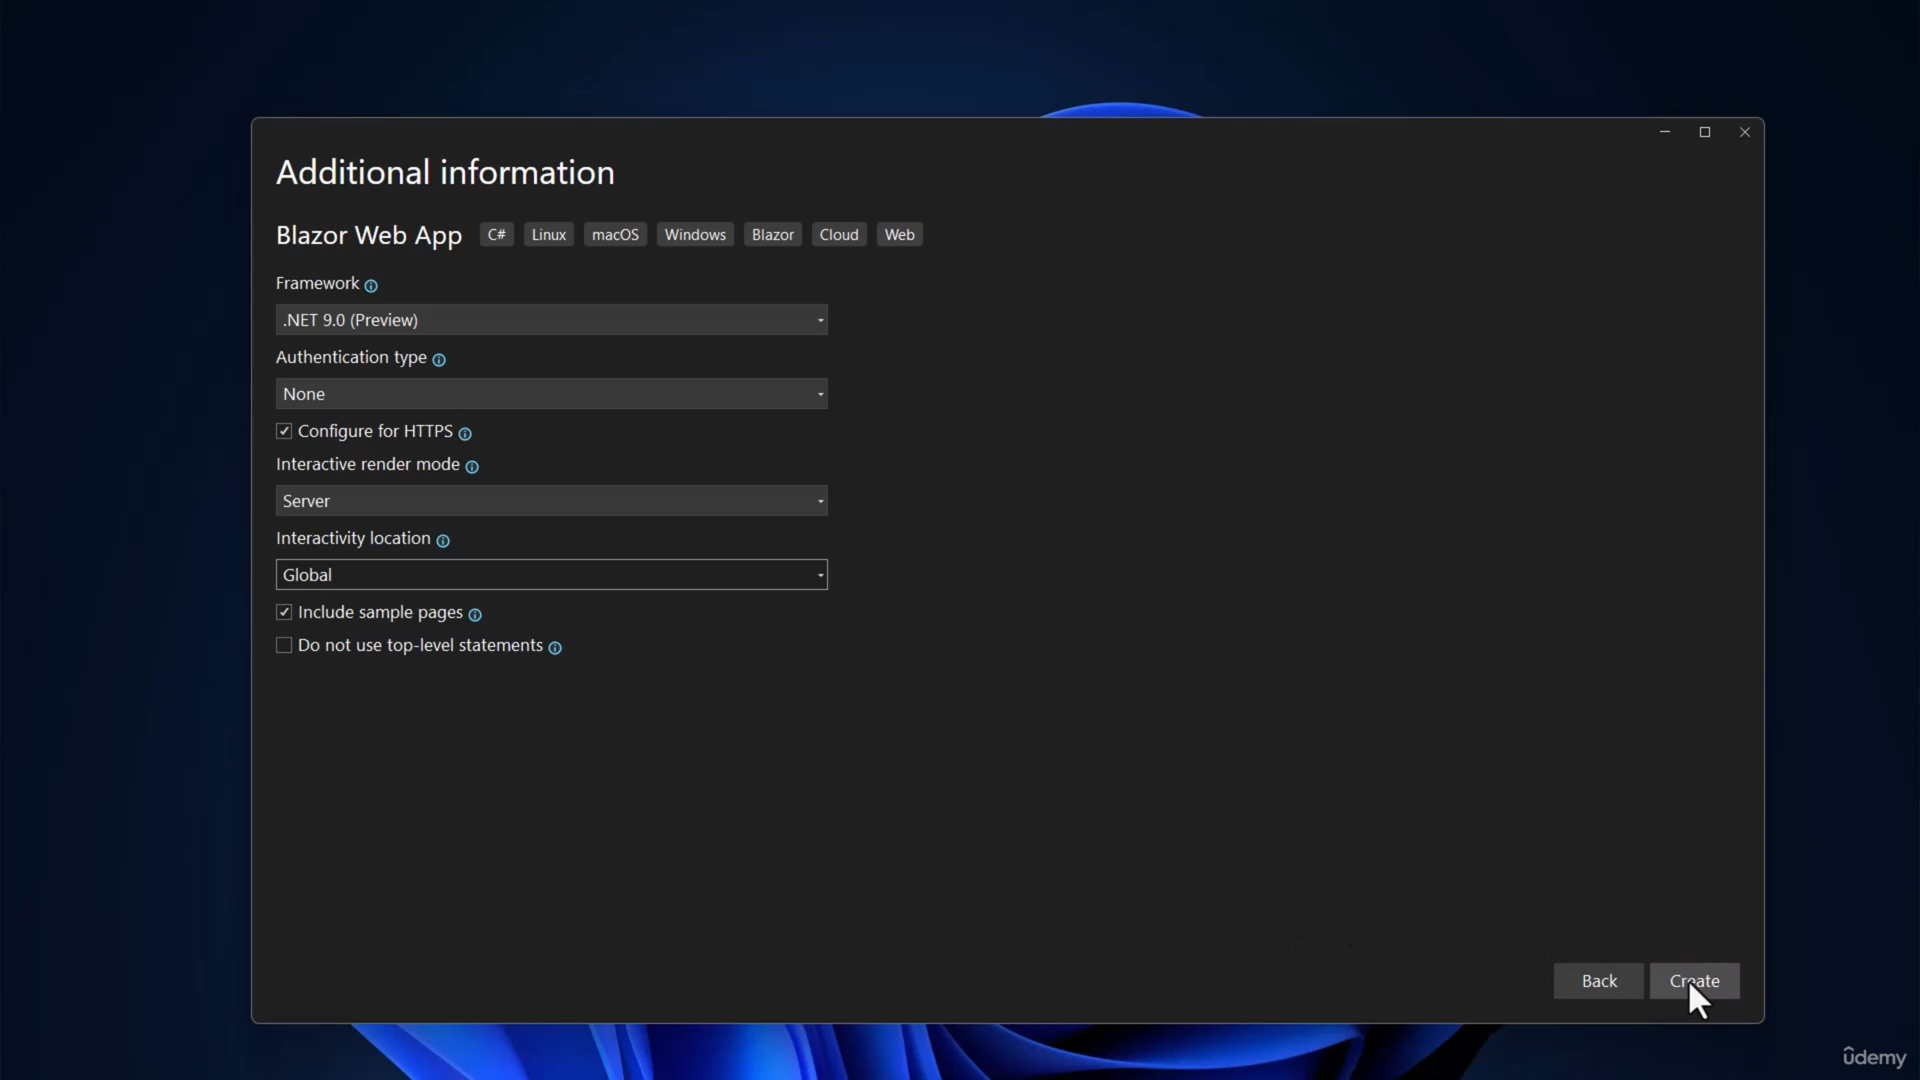 Additional information
Blazor Web App C# Linux macOS Windows Blazor Cloud Web
Framework
.NET 9.0 (Preview)
Authentication type
None
Configure for HTTPS
Interactive render mode
Server
Interactivity location
Global
Include sample pages
Do not use top-level statements
Back Create
ûdemy